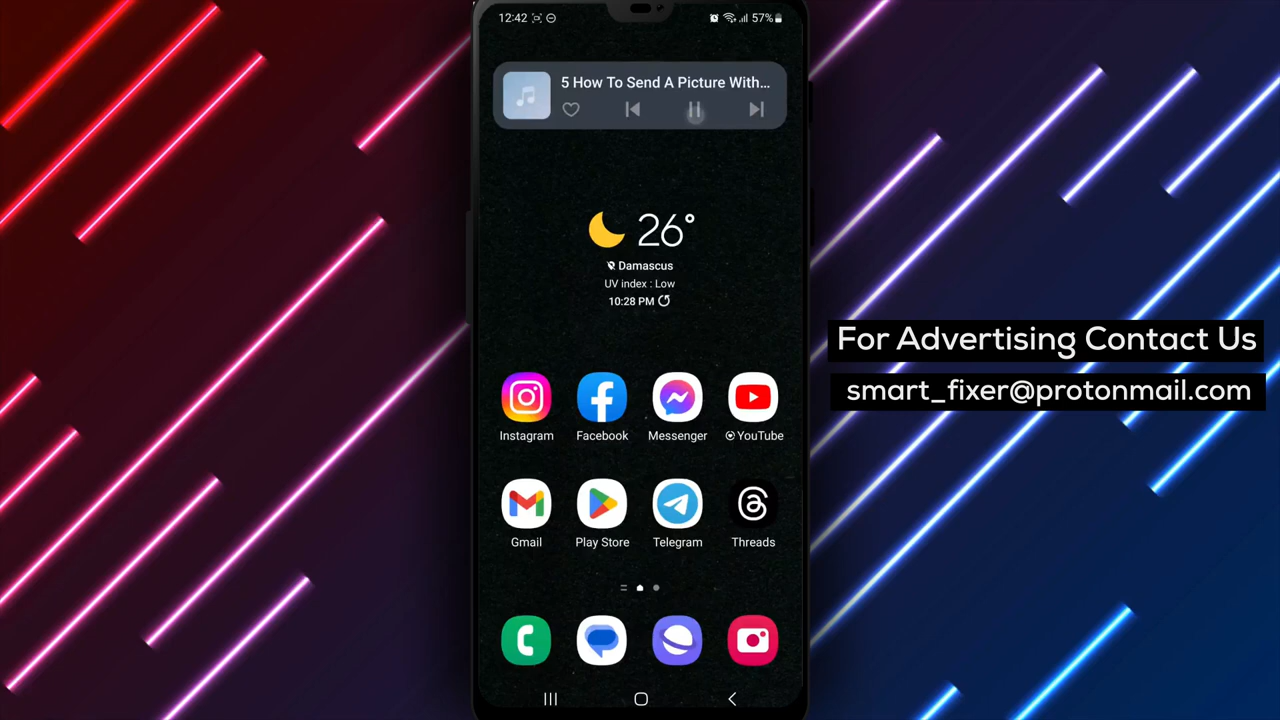 12:42
57%
5 How To Send A Picture With...
26°
Damascus
UV index : Low
10:28 PM
For Advertising Contact Us
smart_fixer@protonmail.com
Instagram
Facebook
Messenger
YouTube
Gmail
Play Store
Telegram
Threads